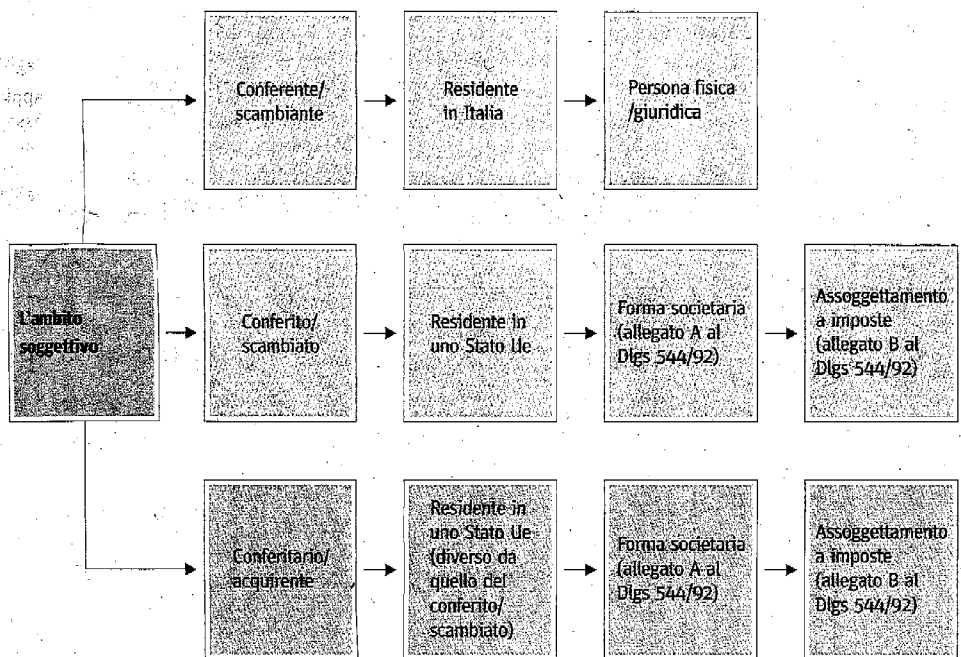 Conferente/
scambiante
Residente
in Italia
Persona fisica
/giuridica
L'ambito
soggettivo
Conferito/
scambiato
Residente in
uno Stato Ue
Forma societaria
(allegato A al
Dlgs 544/92)
Assoggettamento
a imposte
(allegato B al
Dlgs 544/92)
Conferitario/
acquirente
Residente in
uno Stato Ue
(diverso da
quello del
conferito/
scambiato)
Forma societaria
(allegato A al
Dlgs 544/92)
Assoggettamento
a imposte
(allegato B al
Dlgs 544/92)